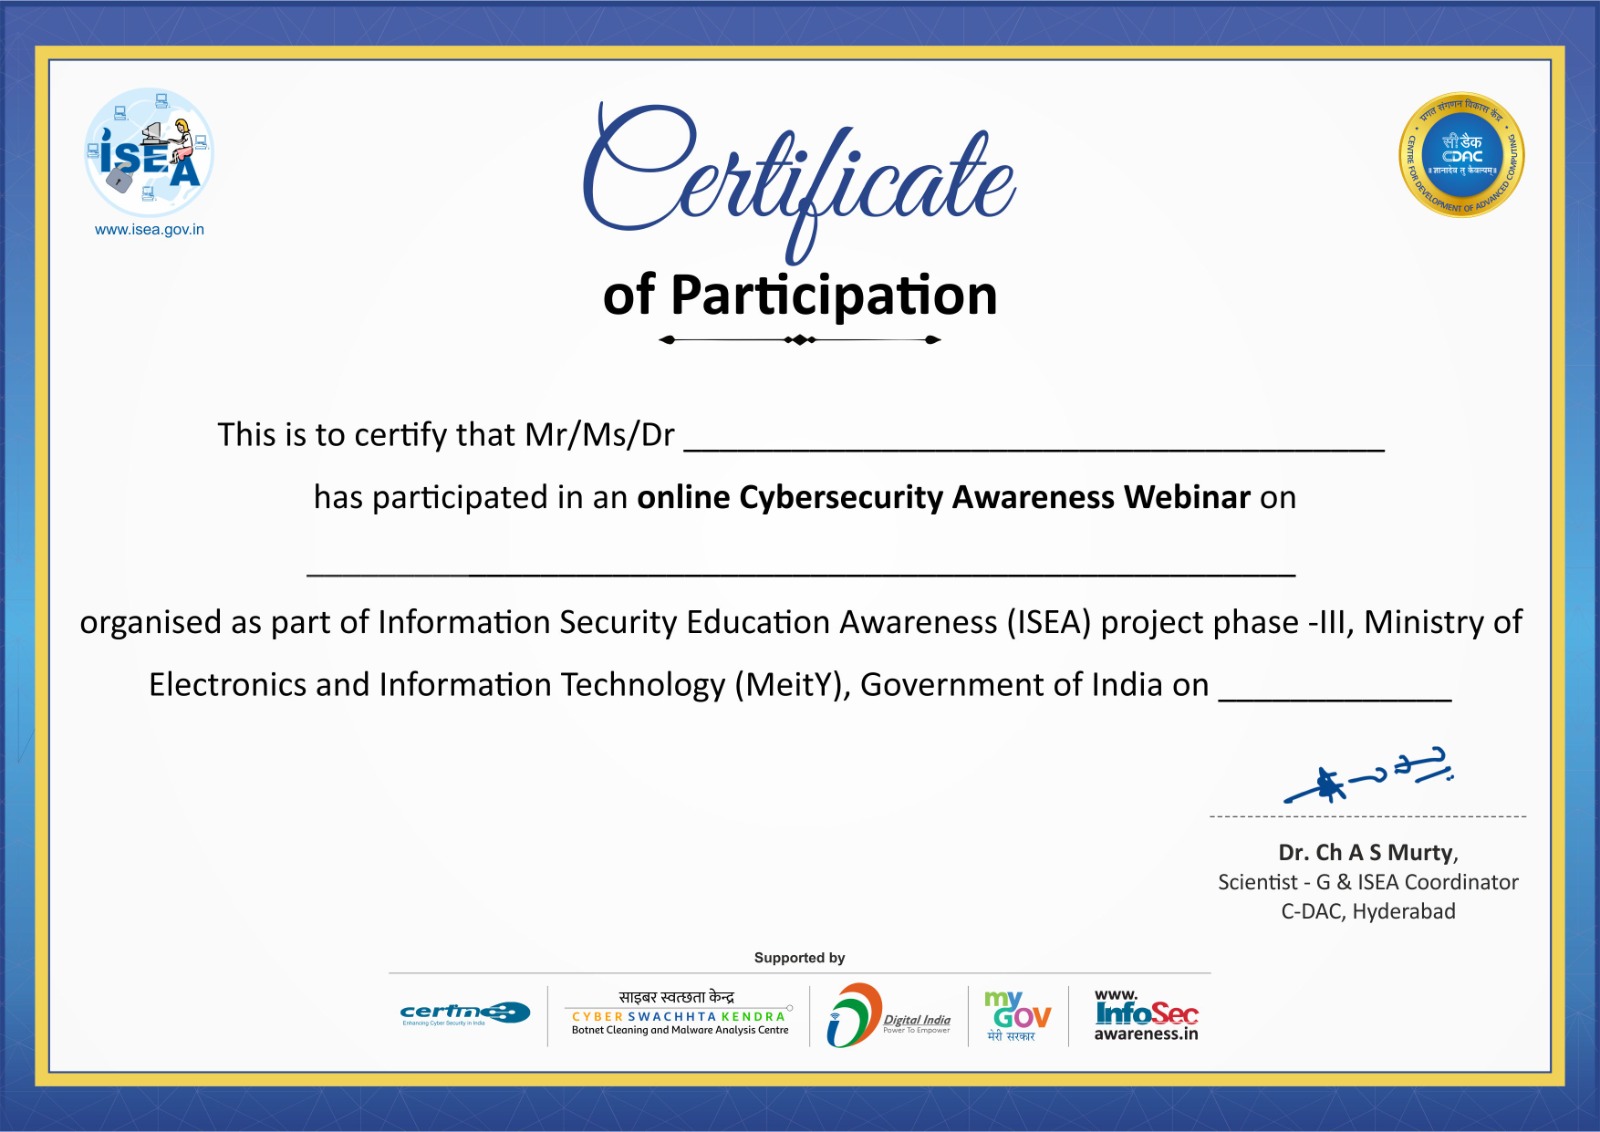 ISEA
www.isea.gov.in
Certificate
of Participation
प्रगत संगणन विकास केंद्र
सी डैक
CDAC
॥ ज्ञानादेव तु कैवल्यम् ॥
CENTRE FOR DEVELOPMENT OF ADVANCED COMPUTING
This is to certify that Mr/Ms/Dr
has participated in an online Cybersecurity Awareness Webinar on
organised as part of Information Security Education Awareness (ISEA) project phase -III, Ministry of
Electronics and Information Technology (MeitY), Government of India on
Dr. Ch A S Murty,
Scientist - G & ISEA Coordinator
C-DAC, Hyderabad
Supported by
certin
Enhancing Cyber Security in India
साइबर स्वच्छता केन्द्र
CYBER SWACHHTA KENDRA
Botnet Cleaning and Malware Analysis Centre
Digital India
Power To Empower
my
GOV
मेरी सरकार
www.
InfoSec
awareness.in